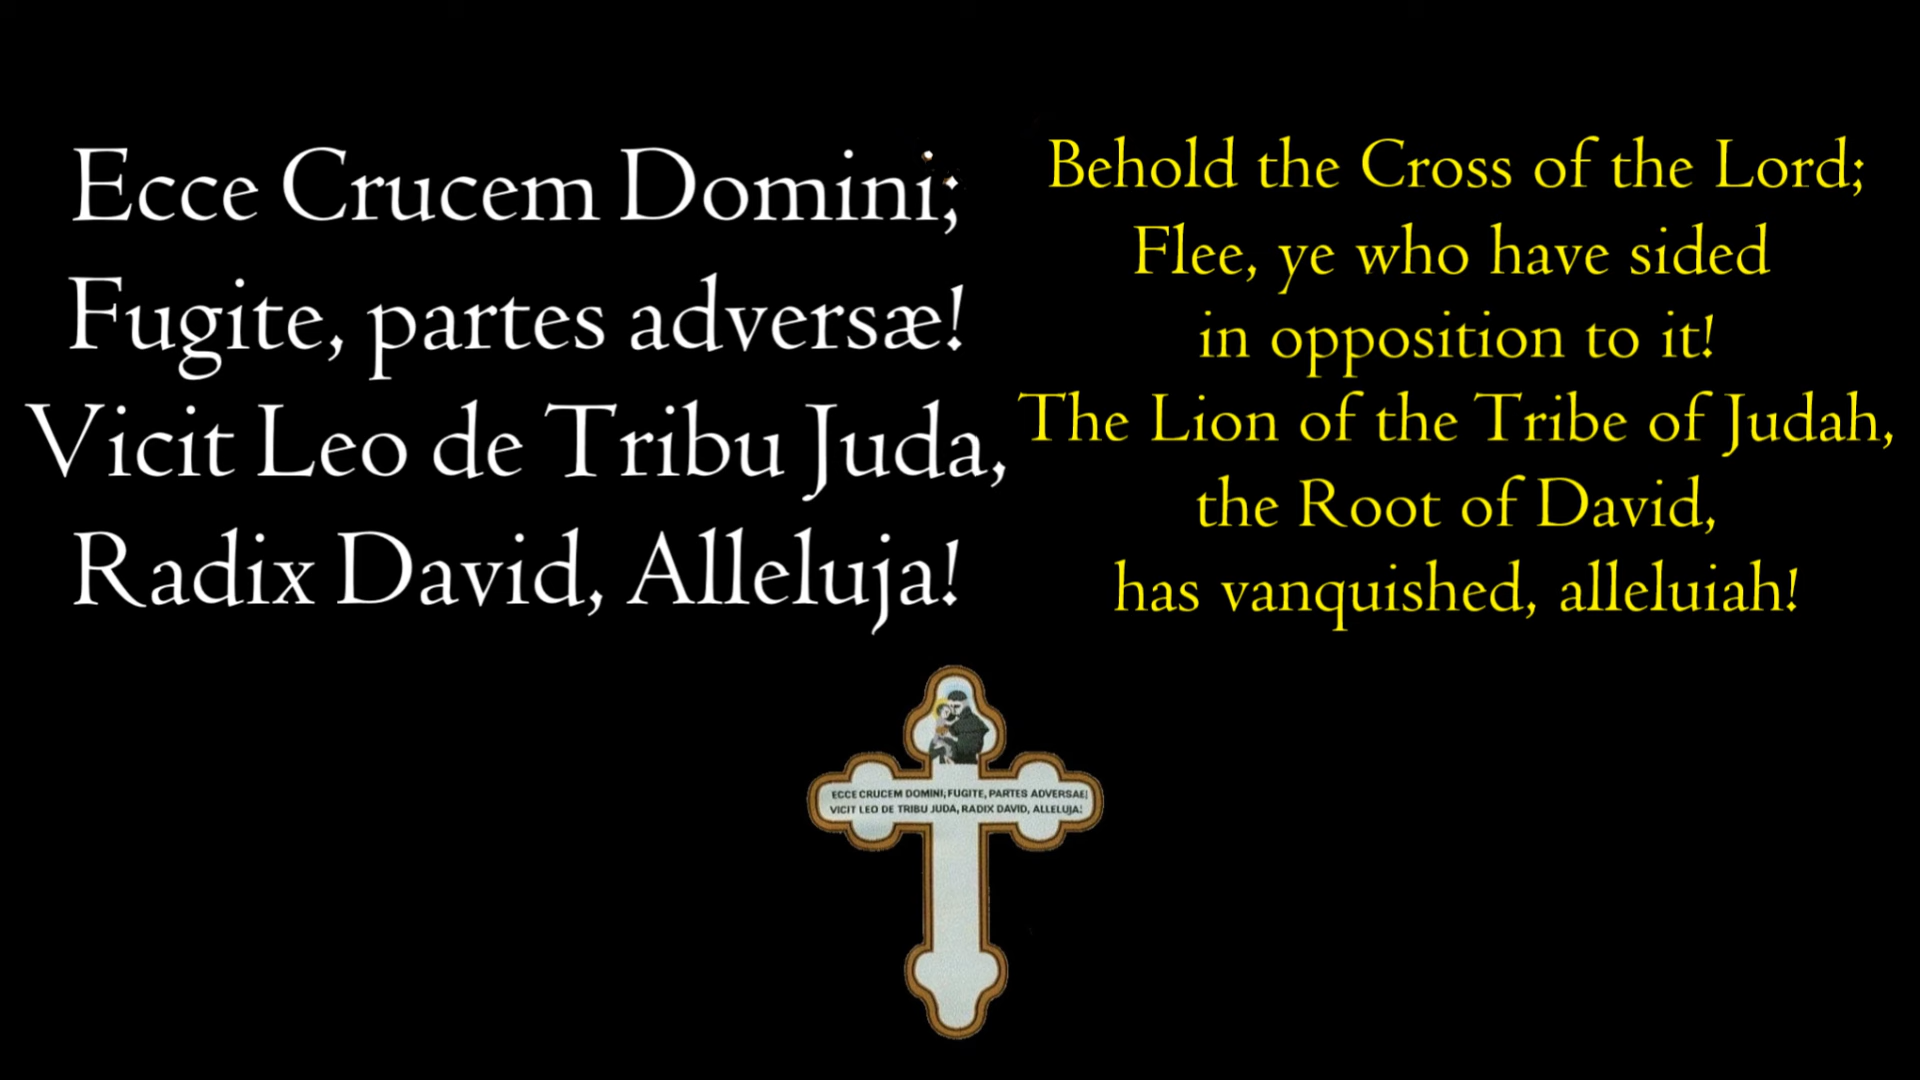 Ecce Crucem Domini;
Fugite, partes adversæ!
Vicit Leo de Tribu Juda,
Radix David, Alleluja!
Behold the Cross of the Lord;
Flee, ye who have sided
in opposition to it!
The Lion of the Tribe of Judah,
the Root of David,
has vanquished, alleluiah!
ECCE CRUCEM DOMINI; FUGITE, PARTES ADVERSAE!
VICIT LEO DE TRIBU JUDA, RADIX DAVID, ALLELUJA!